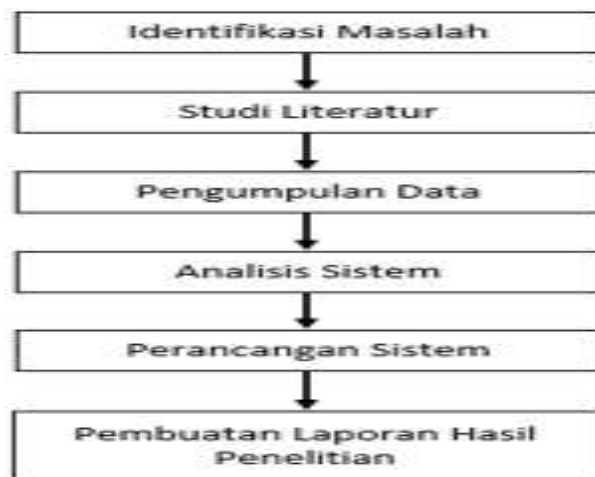 Identifikasi Masalah
Studi Literatur
Pengumpulan Data
Analisis Sistem
Perancangan Sistem
Pembuatan Laporan Hasil
Penelitian